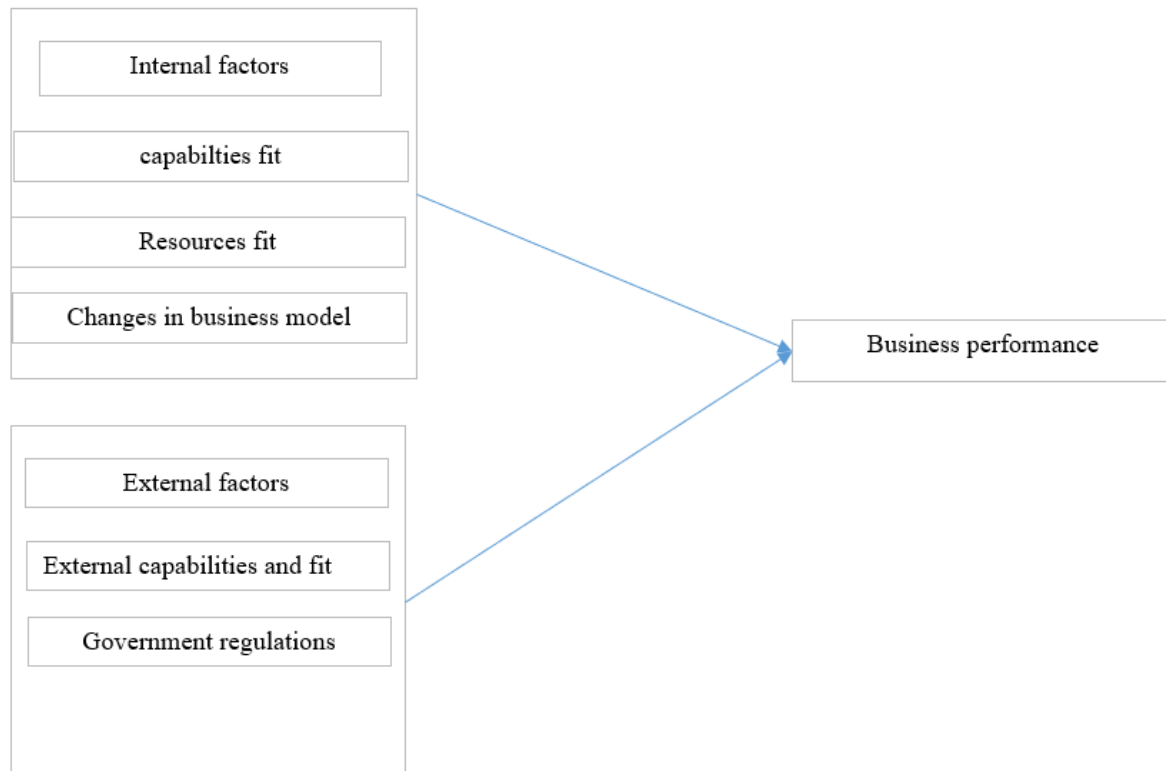 Internal factors
capabilties fit
Resources fit
Changes in business model
Business performance
External factors
External capabilities and fit
Government regulations